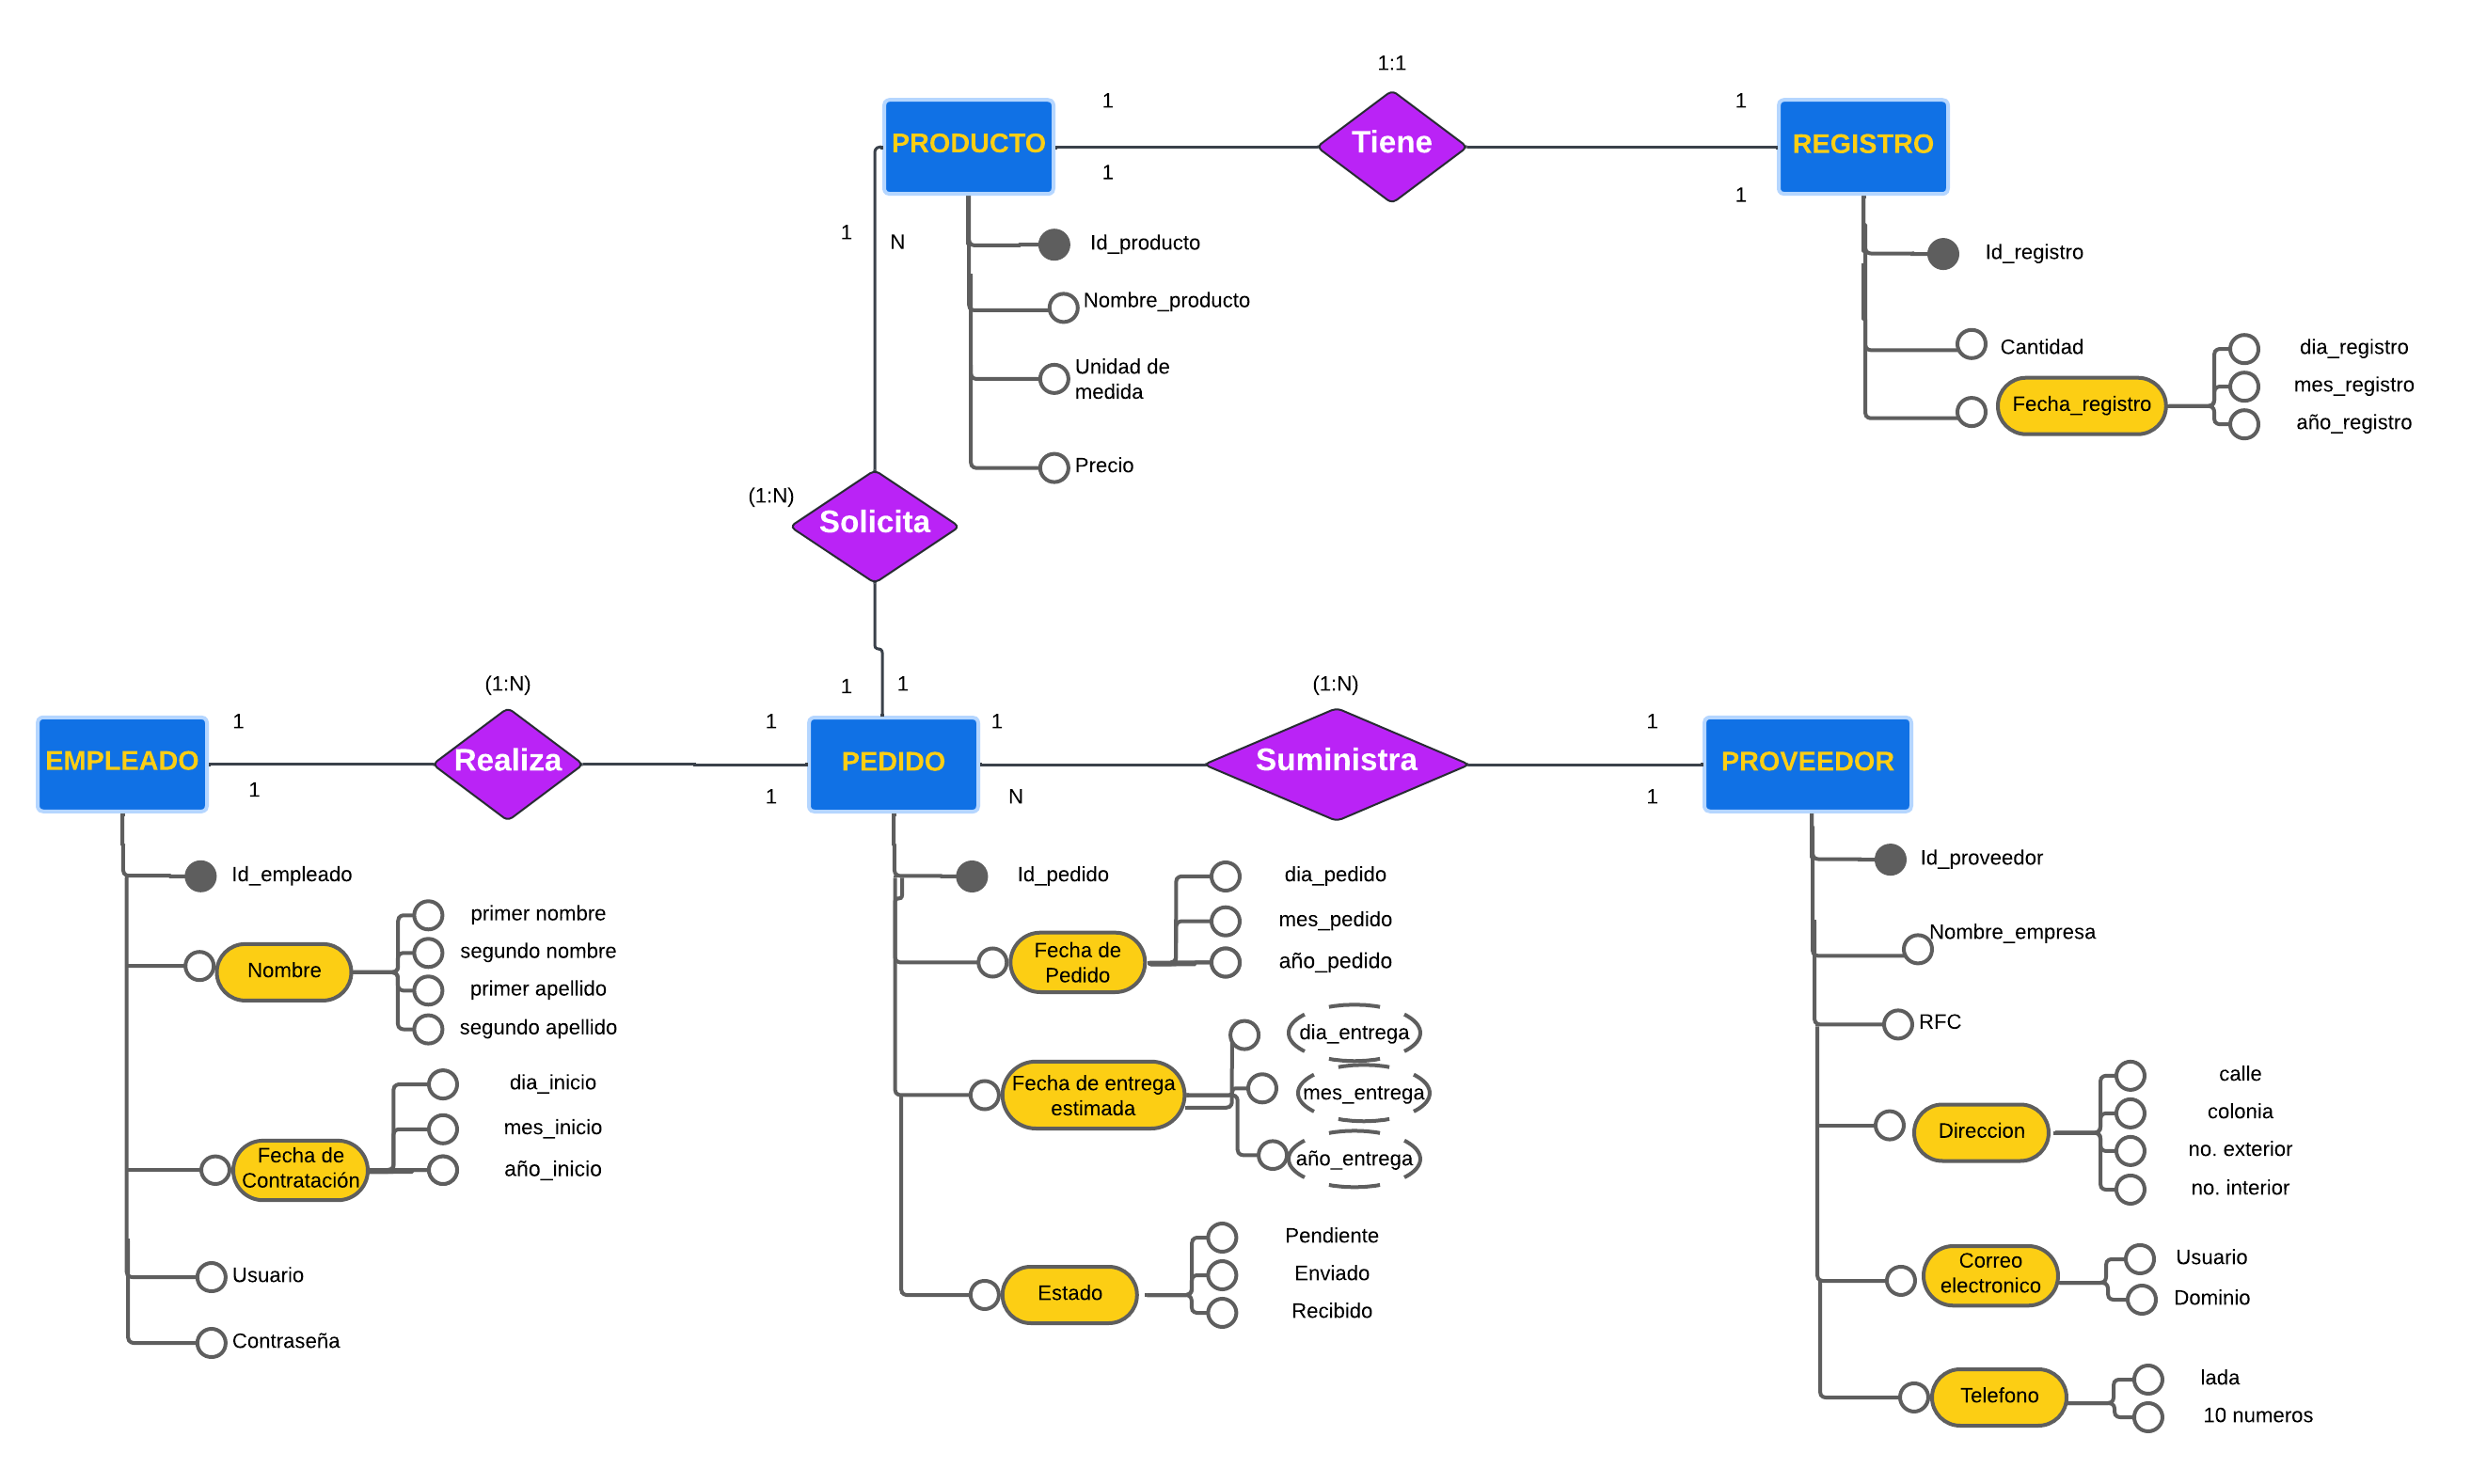 1:1
1
1
PRODUCTO
Tiene
REGISTRO
1
1
1
N
Id_producto
Id_registro
Nombre_producto
Unidad de
medida
Cantidad
dia_registro
mes_registro
año_registro
Fecha_registro
Precio
(1:N)
Solicita
1
1
(1:N)
(1:N)
1
1
1
1
EMPLEADO
Realiza
PEDIDO
Suministra
PROVEEDOR
1
1
N
1
Id_empleado
primer nombre
segundo nombre
Nombre
primer apellido
segundo apellido
dia_inicio
mes_inicio
Fecha de
Contratación
año_inicio
Usuario
Contraseña
Id_pedido
dia_pedido
mes_pedido
Fecha de
Pedido
año_pedido
dia_entrega
Fecha de entrega
estimada
mes_entrega
año_entrega
Pendiente
Enviado
Estado
Recibido
Id_proveedor
Nombre_empresa
RFC
calle
colonia
Direccion
no. exterior
no. interior
Correo
electronico
Usuario
Dominio
lada
Telefono
10 numeros